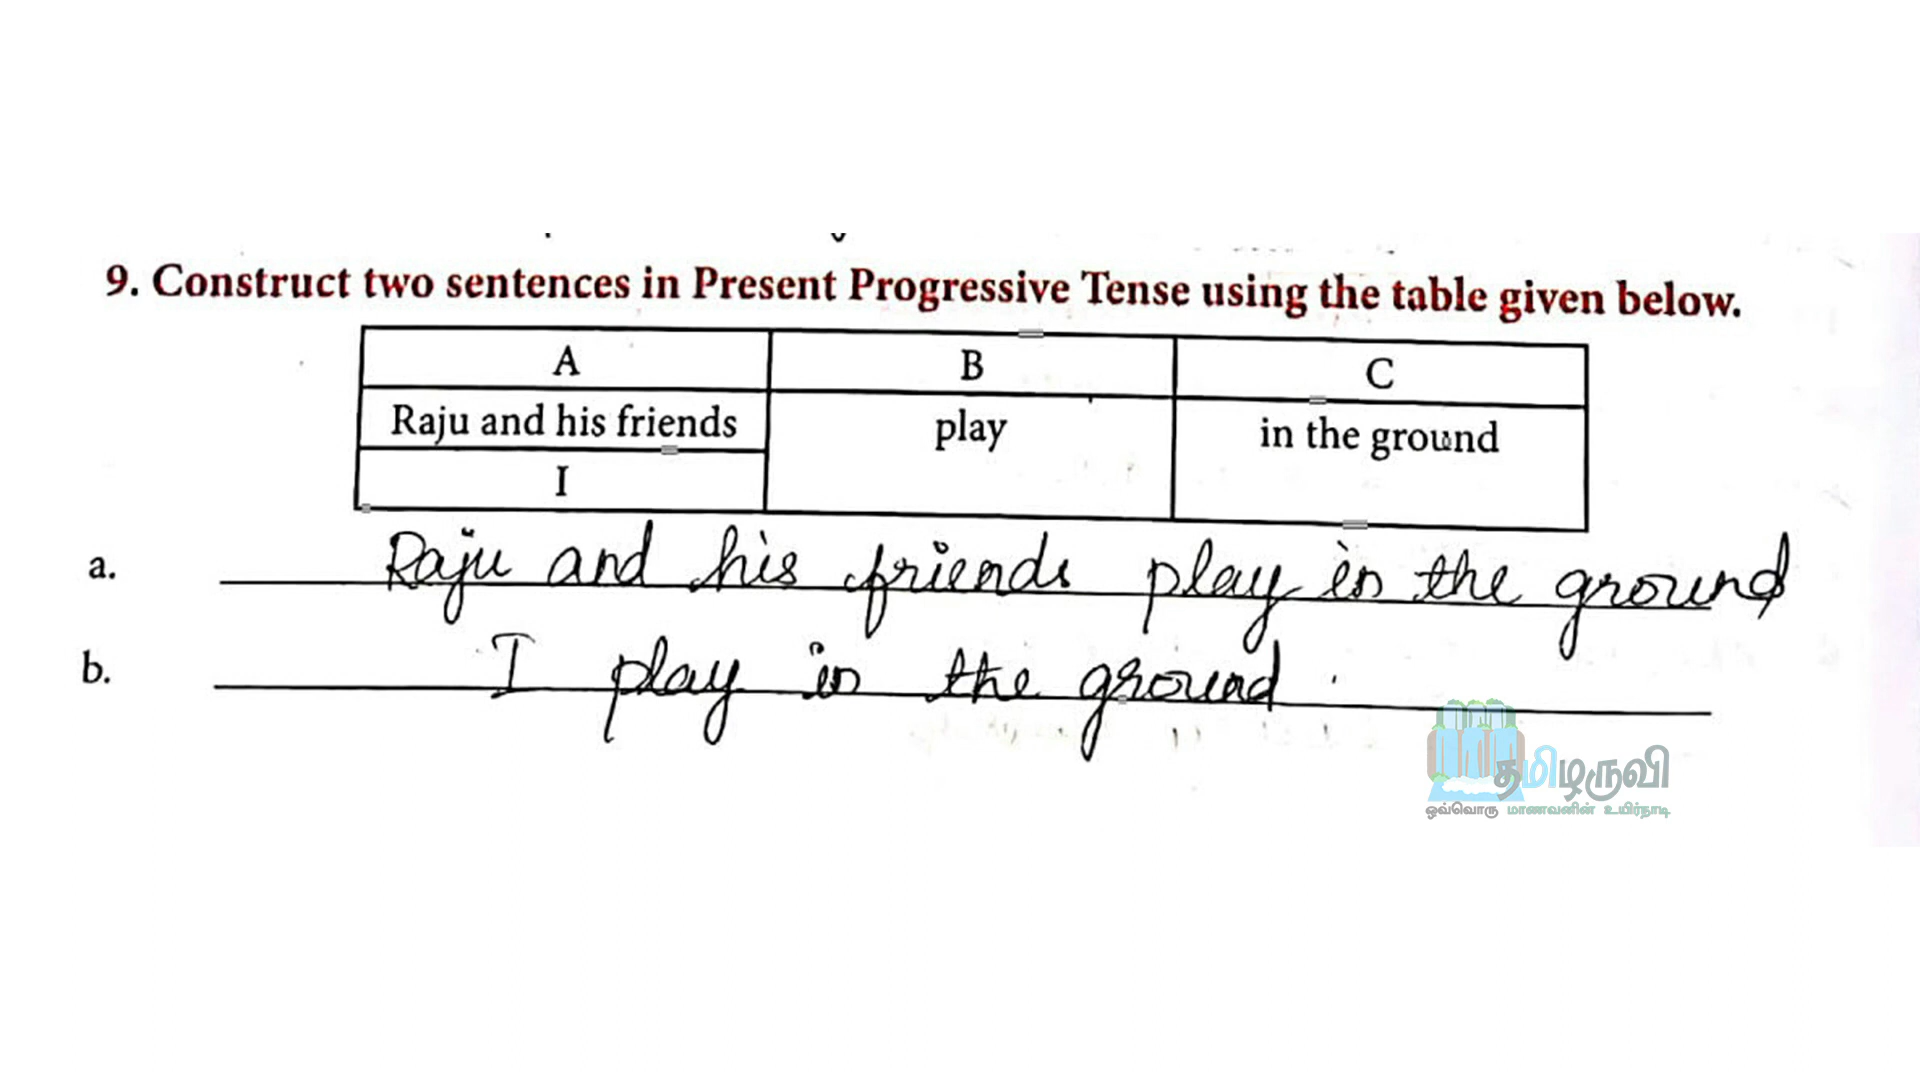 9. Construct two sentences in Present Progressive Tense using the table given below.
A B C
Raju and his friends play in the ground
I
a. Raju and his friends play in the ground
b. I play in the ground.
தமிழருவி
ஒவ்வொரு மாணவனின் உயிர்நாடி